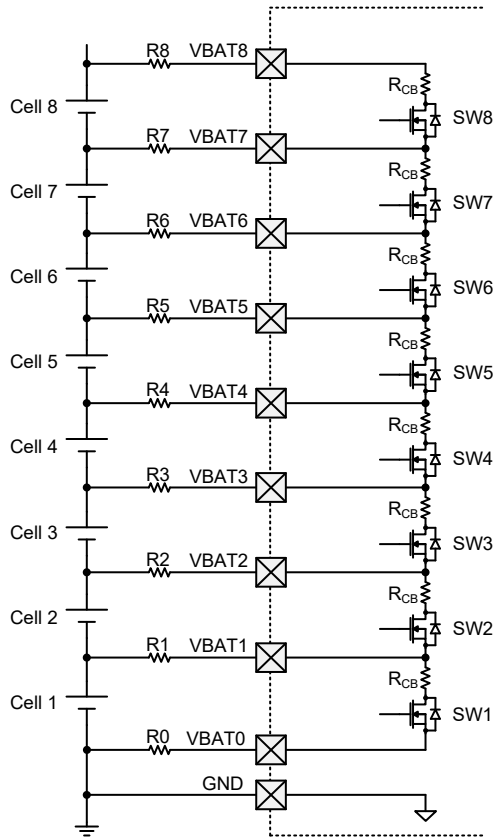 R8 VBAT8
RCB
Cell 8
SW8
R7 VBAT7
RCB
Cell 7
SW7
R6 VBAT6
RCB
Cell 6
SW6
R5 VBAT5
RCB
Cell 5
SW5
R4 VBAT4
RCB
Cell 4
SW4
R3 VBAT3
RCB
Cell 3
SW3
R2 VBAT2
RCB
Cell 2
SW2
R1 VBAT1
RCB
Cell 1
SW1
R0 VBAT0
GND